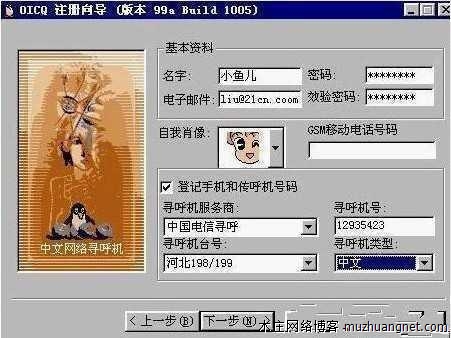 OICQ 注册向导 (版本 99a Build 1005)
基本资料
名字: 小鱼儿 密码: ********
电子邮件: liu@21cn.coom 效验密码: ********
自我肖像: GSM移动电话号码
登记手机和传呼机号码
寻呼机服务商: 寻呼机号:
中国电信寻呼 12935423
寻呼机台号: 寻呼机类型:
河北198/199 中文
中文网络寻呼机
<上一步(B) 下一步(N)>
木庄网络博客 muzhuangnet.com